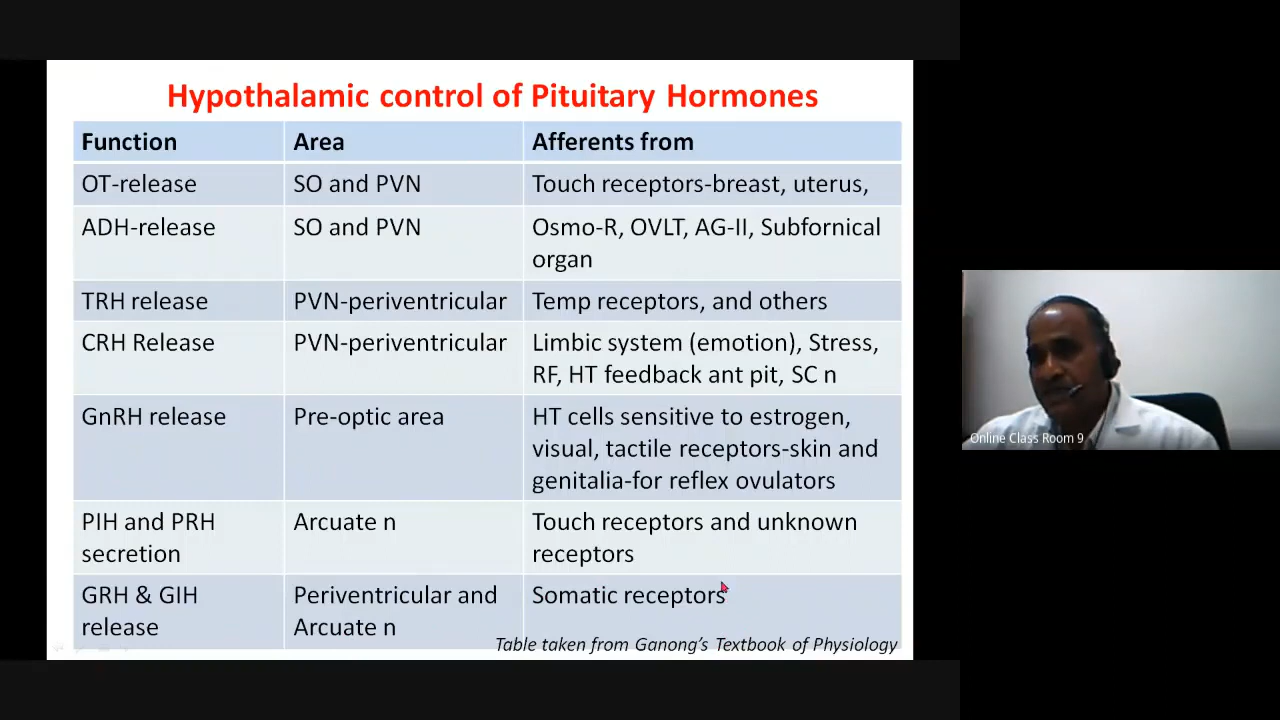 Hypothalamic control of Pituitary Hormones
Function Area Afferents from
OT-release SO and PVN Touch receptors-breast, uterus,
ADH-release SO and PVN Osmo-R, OVLT, AG-II, Subfornical
organ
TRH release PVN-periventricular Temp receptors, and others
CRH Release PVN-periventricular Limbic system (emotion), Stress,
RF, HT feedback ant pit, SC n
GnRH release Pre-optic area HT cells sensitive to estrogen,
visual, tactile receptors-skin and
genitalia-for reflex ovulators
PIH and PRH Arcuate n Touch receptors and unknown
secretion receptors
GRH & GIH Periventricular and Somatic receptors
release Arcuate n
Table taken from Ganong's Textbook of Physiology
Online Class Room 9